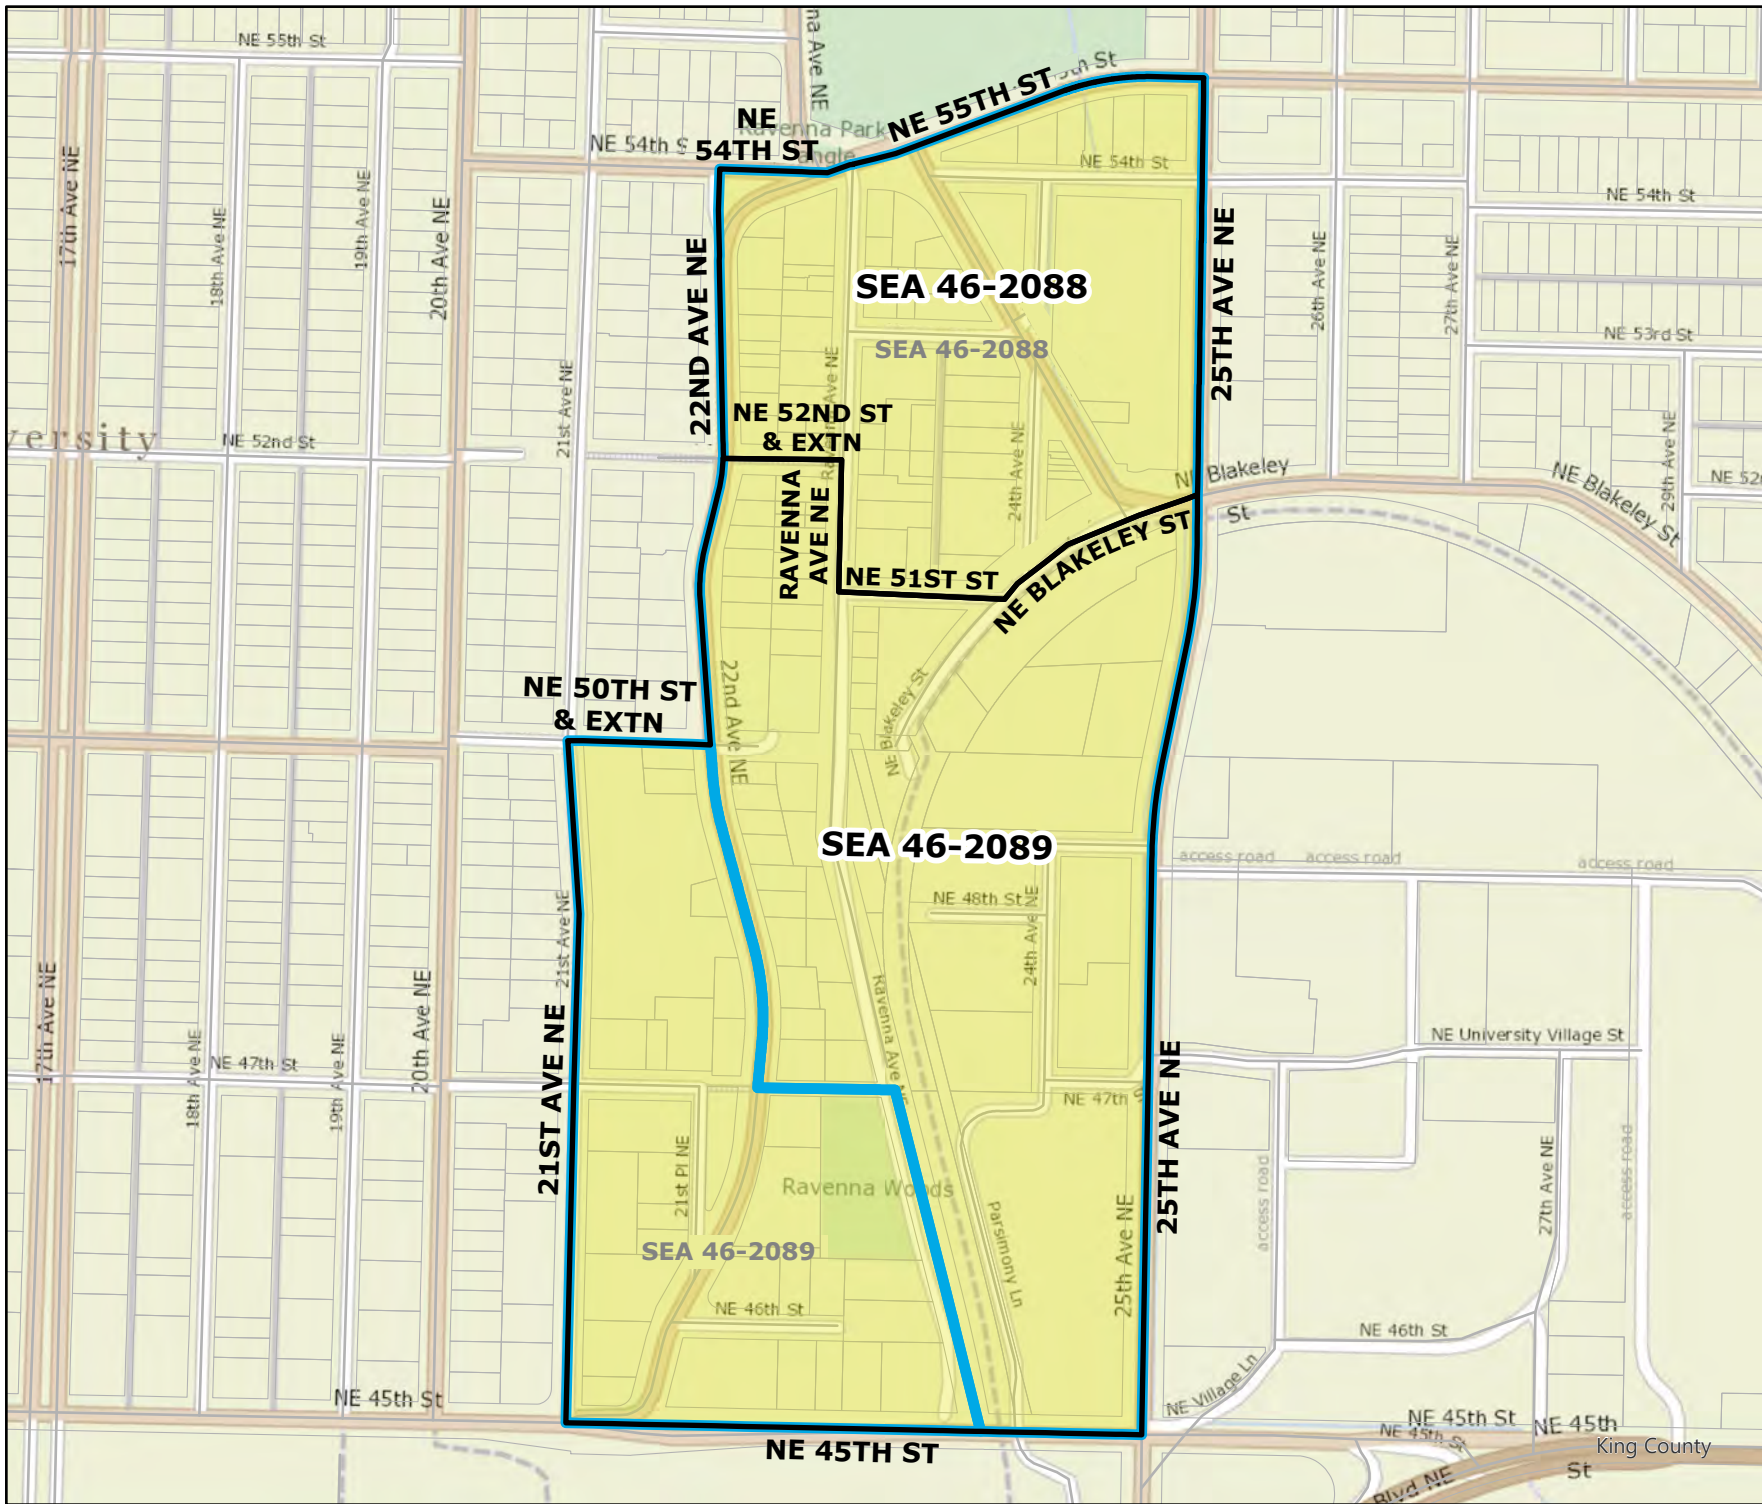 NE 55th St
NE
54TH ST
NE 55TH ST
NE 54th St
NE 54th St
Ravenna Park
17th Ave NE
18th Ave NE
19th Ave NE
20th Ave NE
22ND AVE NE
SEA 46-2088
SEA 46-2088
25TH AVE NE
26th Ave NE
27th Ave NE
NE 53rd St
21st Ave NE
Ravenna Ave NE
NE 52ND ST
& EXTN
NE 52nd St
24th Ave NE
NE Blakeley
St
NE Blakeley St
29th Ave NE
RAVENNA
AVE NE
NE 51ST ST
NE BLAKELEY ST
NE 50TH ST
& EXTN
22nd Ave NE
NE Blakeley St
SEA 46-2089
access road
access road
access road
NE 48th St
24th Ave NE
21st Ave NE
17th Ave NE
18th Ave NE
19th Ave NE
20th Ave NE
21ST AVE NE
NE 47th St
Ravenna Ave NE
NE University Village St
25TH AVE NE
NE 47th
21st Pl NE
Ravenna Woods
SEA 46-2089
Parsimony Ln
25th Ave NE
access road
27th Ave NE
access road
NE 46th St
NE 46th St
NE Village Ln
NE 45th St
NE 45TH ST
NE 45th St
NE 45th St
NE 45th
St
King County
Blvd NE